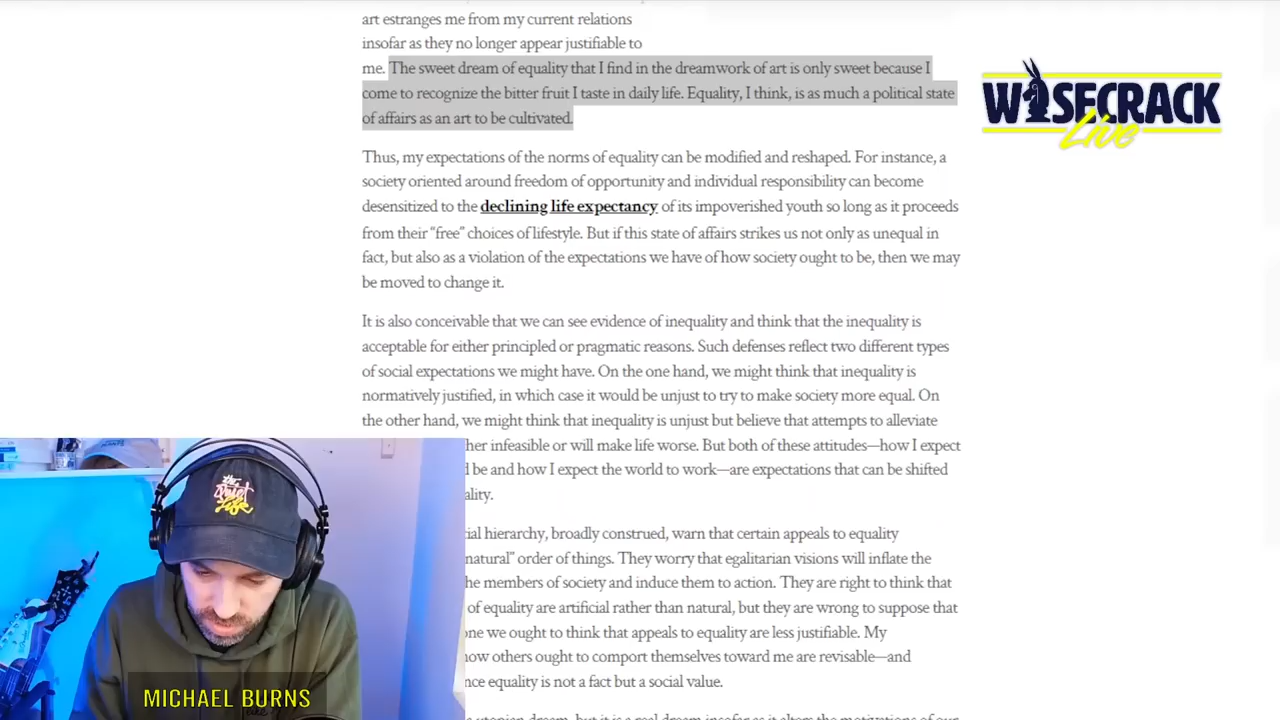 art estranges me from my current relations
insofar as they no longer appear justifiable to
me. The sweet dream of equality that I find in the dreamwork of art is only sweet because I
come to recognize the bitter fruit I taste in daily life. Equality, I think, is as much a political state
of affairs as an art to be cultivated.
WISECRACK
Live
Thus, my expectations of the norms of equality can be modified and reshaped. For instance, a
society oriented around freedom of opportunity and individual responsibility can become
desensitized to the declining life expectancy of its impoverished youth so long as it proceeds
from their “free” choices of lifestyle. But if this state of affairs strikes us not only as unequal in
fact, but also as a violation of the expectations we have of how society ought to be, then we may
be moved to change it.
It is also conceivable that we can see evidence of inequality and think that the inequality is
acceptable for either principled or pragmatic reasons. Such defenses reflect two different types
of social expectations we might have. On the one hand, we might think that inequality is
normatively justified, in which case it would be unjust to try to make society more equal. On
the other hand, we might think that inequality is unjust but believe that attempts to alleviate
her infeasible or will make life worse. But both of these attitudes—how I expect
d be and how I expect the world to work—are expectations that can be shifted
ality.
ial hierarchy, broadly construed, warn that certain appeals to equality
natural” order of things. They worry that egalitarian visions will inflate the
he members of society and induce them to action. They are right to think that
of equality are artificial rather than natural, but they are wrong to suppose that
one we ought to think that appeals to equality are less justifiable. My
how others ought to comport themselves toward me are revisable—and
nce equality is not a fact but a social value.
the Quiet Life
MICHAEL BURNS